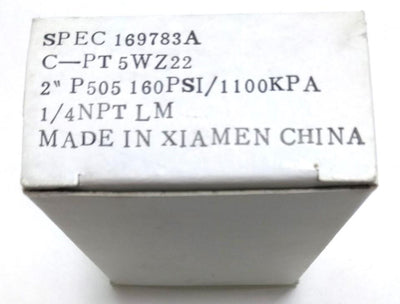 SPEC 169783A
C—PT 5WZ22
2" P505 160PSI/1100KPA
1/4NPT LM
MADE IN XIAMEN CHINA